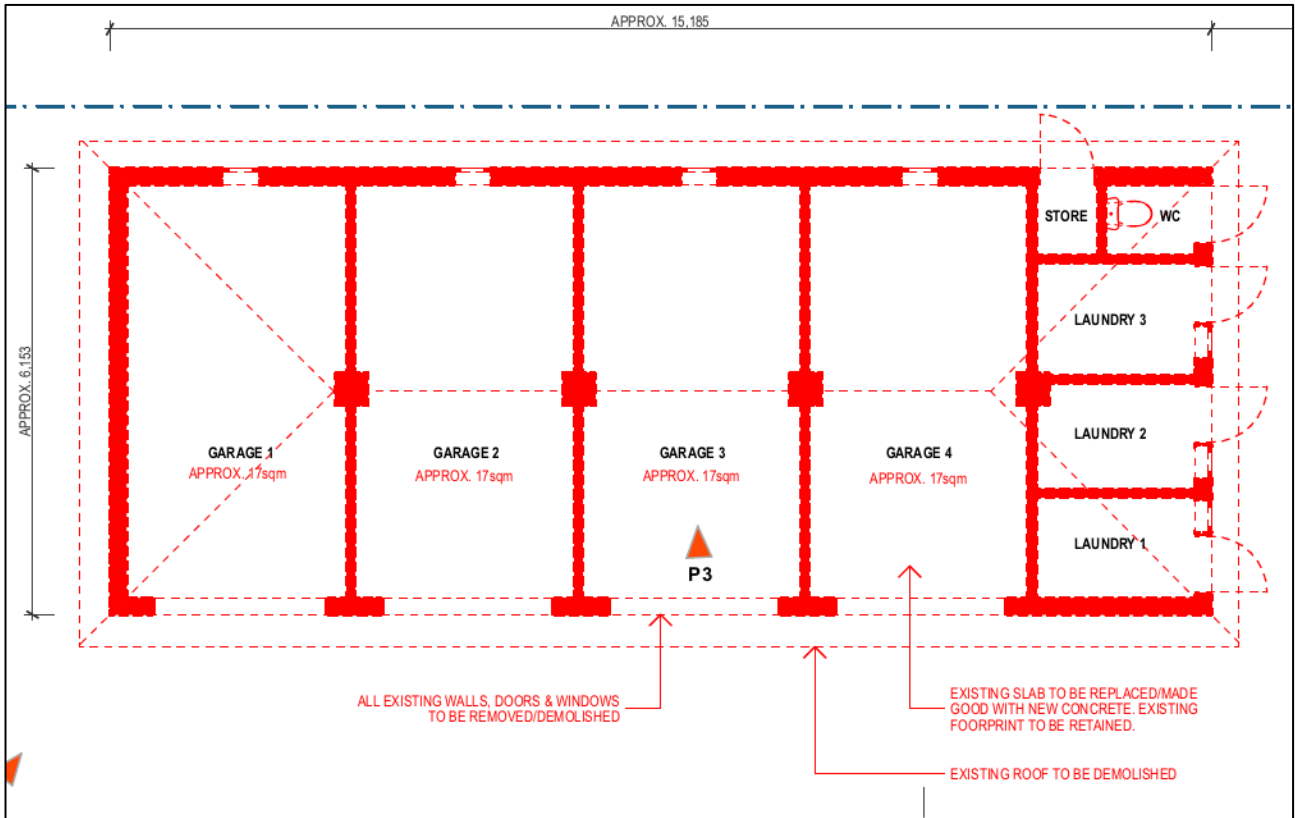 APPROX. 15,185
APPROX. 6,153
STORE
WC
LAUNDRY 3
LAUNDRY 2
LAUNDRY 1
GARAGE 1
APPROX. 17sqm
GARAGE 2
APPROX. 17sqm
GARAGE 3
APPROX. 17sqm
GARAGE 4
APPROX. 17sqm
P3
ALL EXISTING WALLS, DOORS & WINDOWS
TO BE REMOVED/DEMOLISHED
EXISTING SLAB TO BE REPLACED/MADE
GOOD WITH NEW CONCRETE. EXISTING
FOORPRINT TO BE RETAINED.
EXISTING ROOF TO BE DEMOLISHED